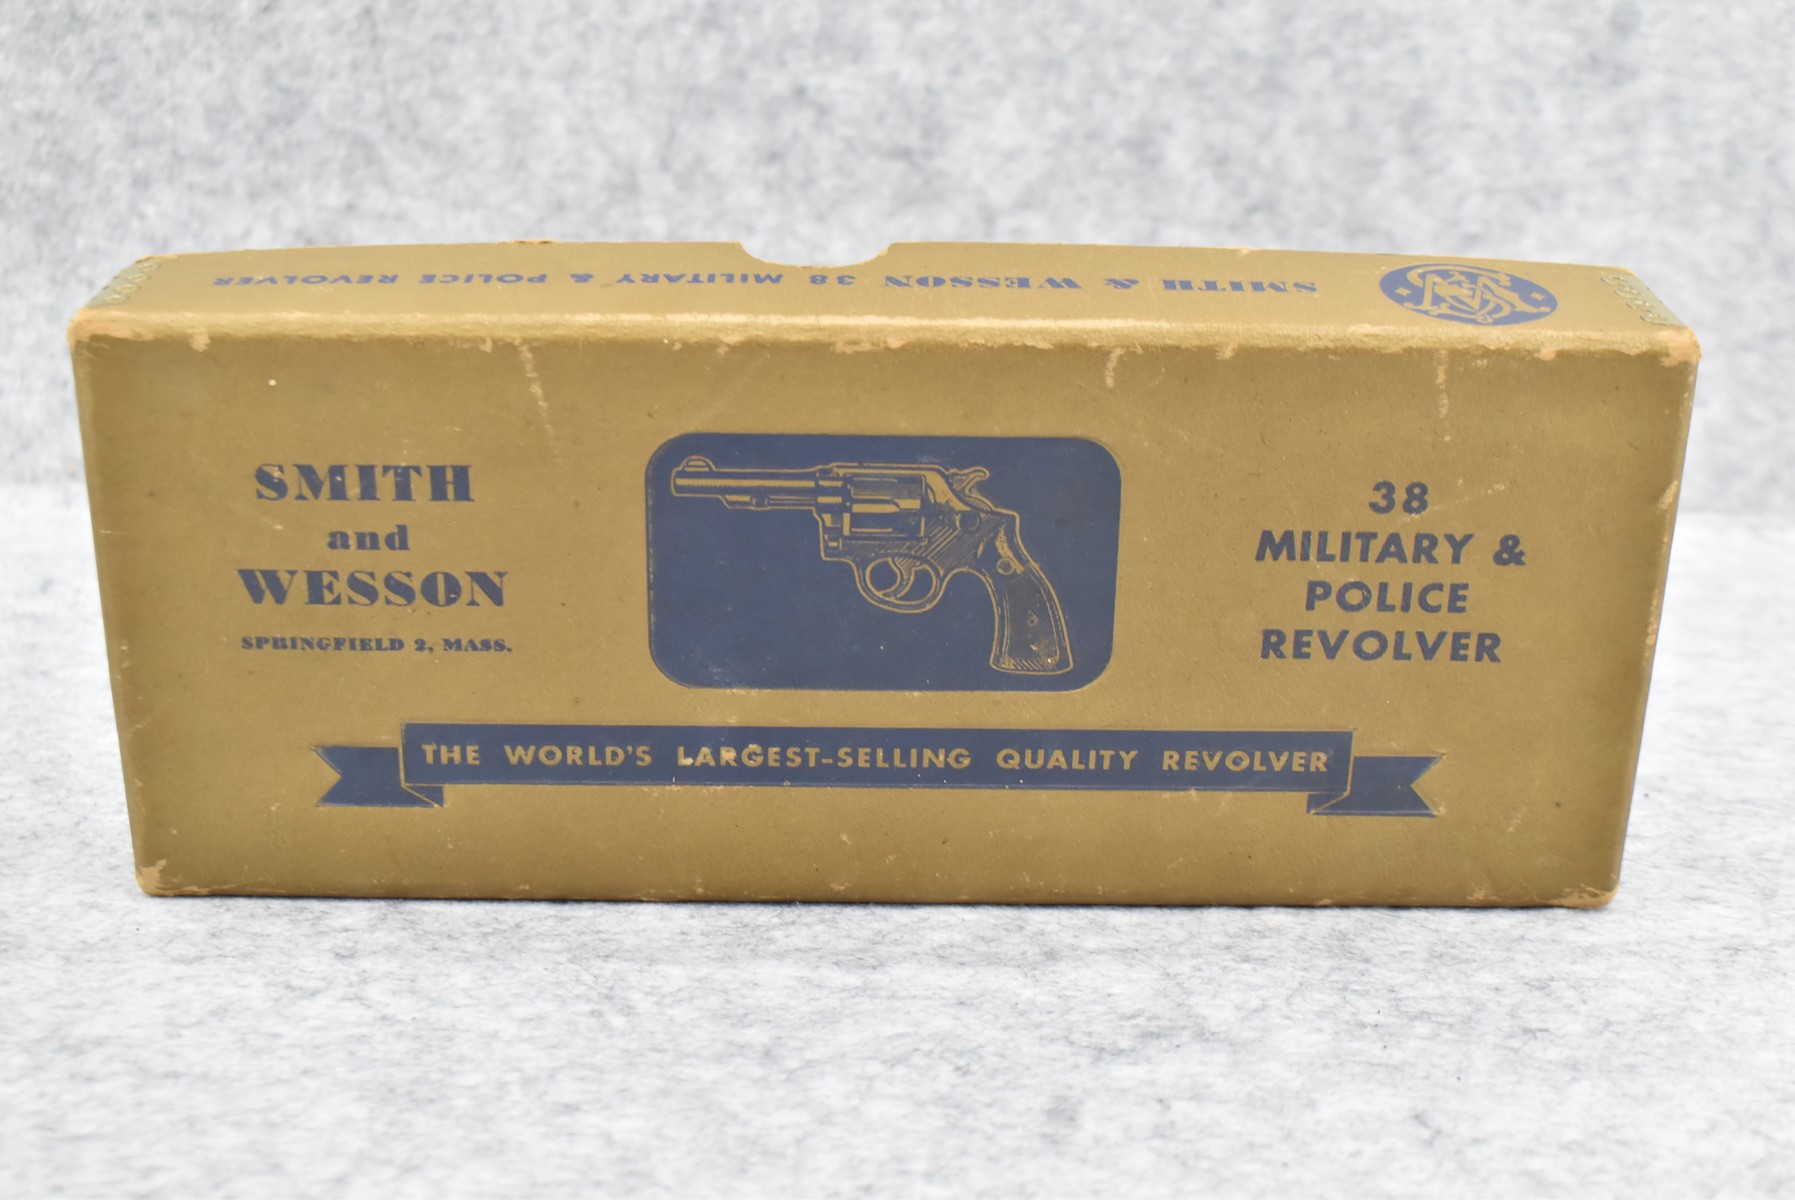 SMITH & WESSON 38 MILITARY & POLICE REVOLVER
SMITH
and
WESSON
SPRINGFIELD 2, MASS.
38
MILITARY &
POLICE
REVOLVER
THE WORLD'S LARGEST-SELLING QUALITY REVOLVER